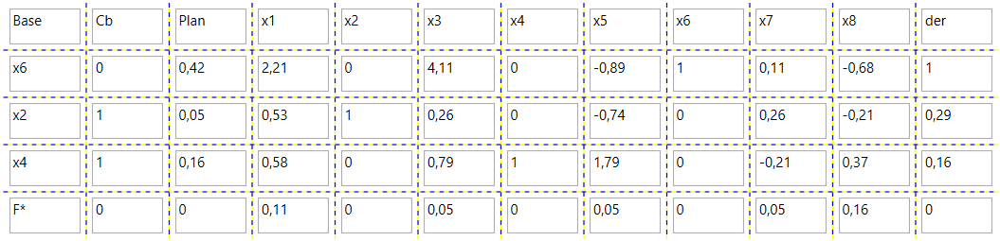 Base Cb Plan x1 x2 x3 x4 x5 x6 x7 x8 der
x6 0 0,42 2,21 0 4,11 0 -0,89 1 0,11 -0,68 1
x2 1 0,05 0,53 1 0,26 0 -0,74 0 0,26 -0,21 0,29
x4 1 0,16 0,58 0 0,79 1 1,79 0 -0,21 0,37 0,16
F* 0 0 0,11 0 0,05 0 0,05 0 0,05 0,16 0